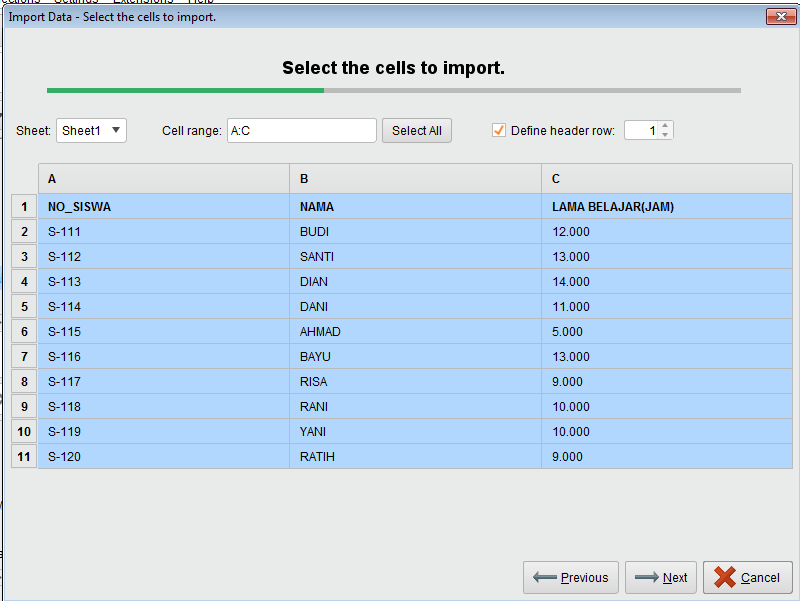 Settings Extensions Help
Import Data - Select the cells to import.
Select the cells to import.
Sheet: Sheet1 Cell range: A:C Select All Define header row: 1
A B C
1 NO_SISWA NAMA LAMA BELAJAR(JAM)
2 S-111 BUDI 12.000
3 S-112 SANTI 13.000
4 S-113 DIAN 14.000
5 S-114 DANI 11.000
6 S-115 AHMAD 5.000
7 S-116 BAYU 13.000
8 S-117 RISA 9.000
9 S-118 RANI 10.000
10 S-119 YANI 10.000
11 S-120 RATIH 9.000
Previous Next Cancel